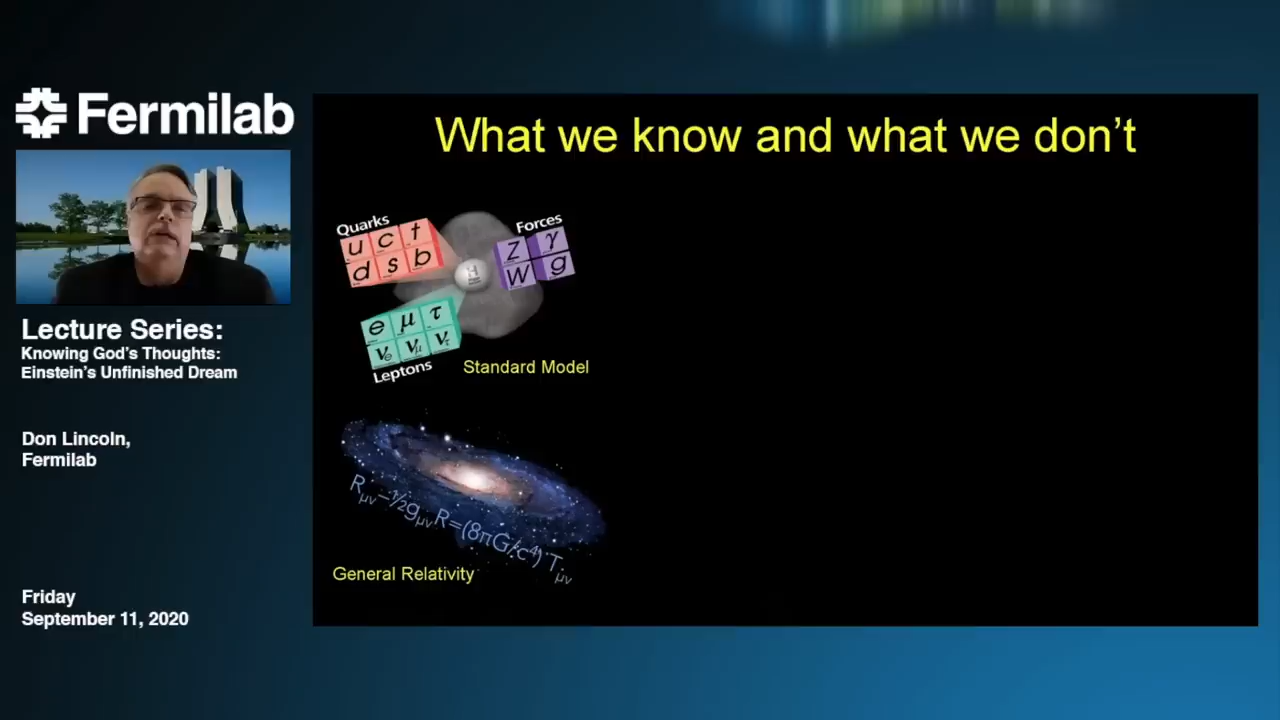 Fermilab
Lecture Series:
Knowing God's Thoughts:
Einstein's Unfinished Dream
Don Lincoln,
Fermilab
Friday
September 11, 2020
What we know and what we don't
Quarks
u c t
d s b
Forces
Z γ
W g
H
e μ τ
νe νμ ντ
Leptons
Standard Model
Rμν−½gμνR=(8πG/c⁴)Tμν
General Relativity